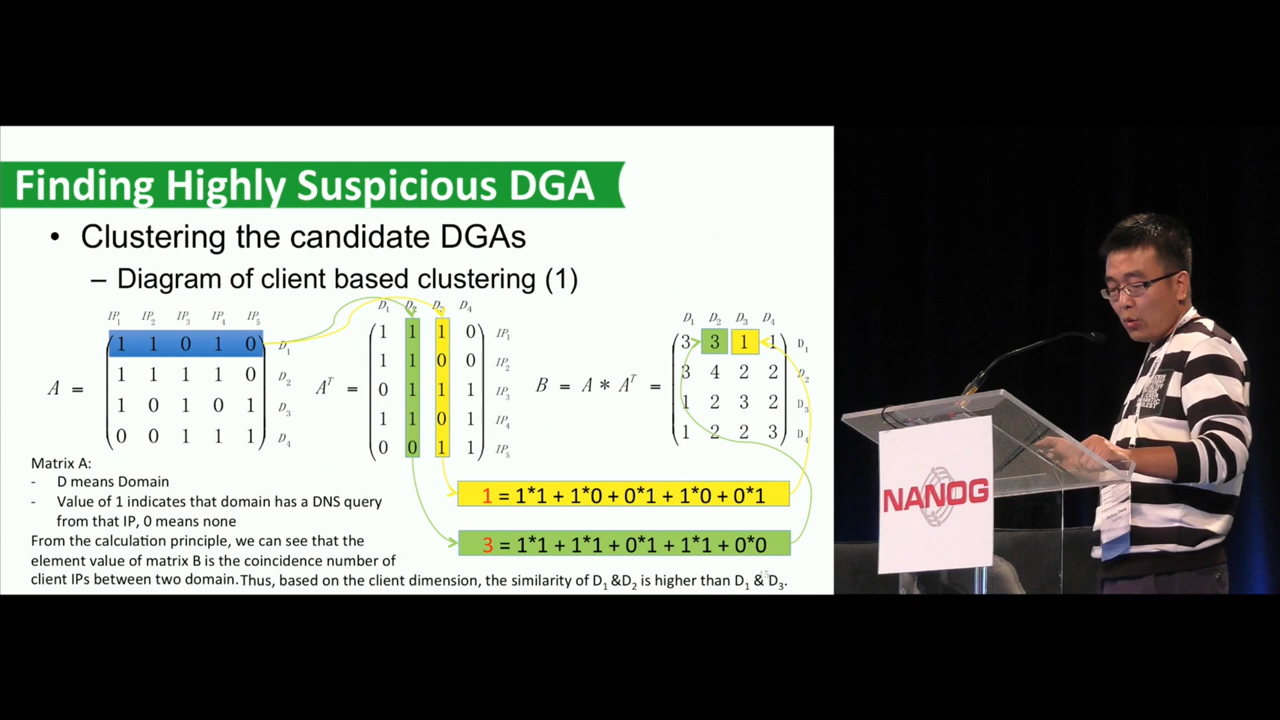 Finding Highly Suspicious DGA
• Clustering the candidate DGAs
– Diagram of client based clustering (1)
IP1 IP2 IP3 IP4 IP5
A =
1 1 0 1 0 D1
1 1 1 1 0 D2
1 0 1 0 1 D3
0 0 1 1 1 D4
D1 D4
A^T =
1 1 1 0 IP1
1 1 0 0 IP2
0 1 1 1 IP3
1 1 0 1 IP4
0 0 1 1 IP5
D1 D2 D3 D4
B = A * A^T =
3 3 1 1 D1
3 4 2 2 D2
1 2 3 2 D3
1 2 2 3 D
1 = 1*1 + 1*0 + 0*1 + 1*0 + 0*1
3 = 1*1 + 1*1 + 0*1 + 1*1 + 0*0
Matrix A:
- D means Domain
- Value of 1 indicates that domain has a DNS query
from that IP, 0 means none
From the calculation principle, we can see that the
element value of matrix B is the coincidence number of
client IPs between two domain. Thus, based on the client dimension, the similarity of D1 &D2 is higher than D1 & D3.
15
NANOG